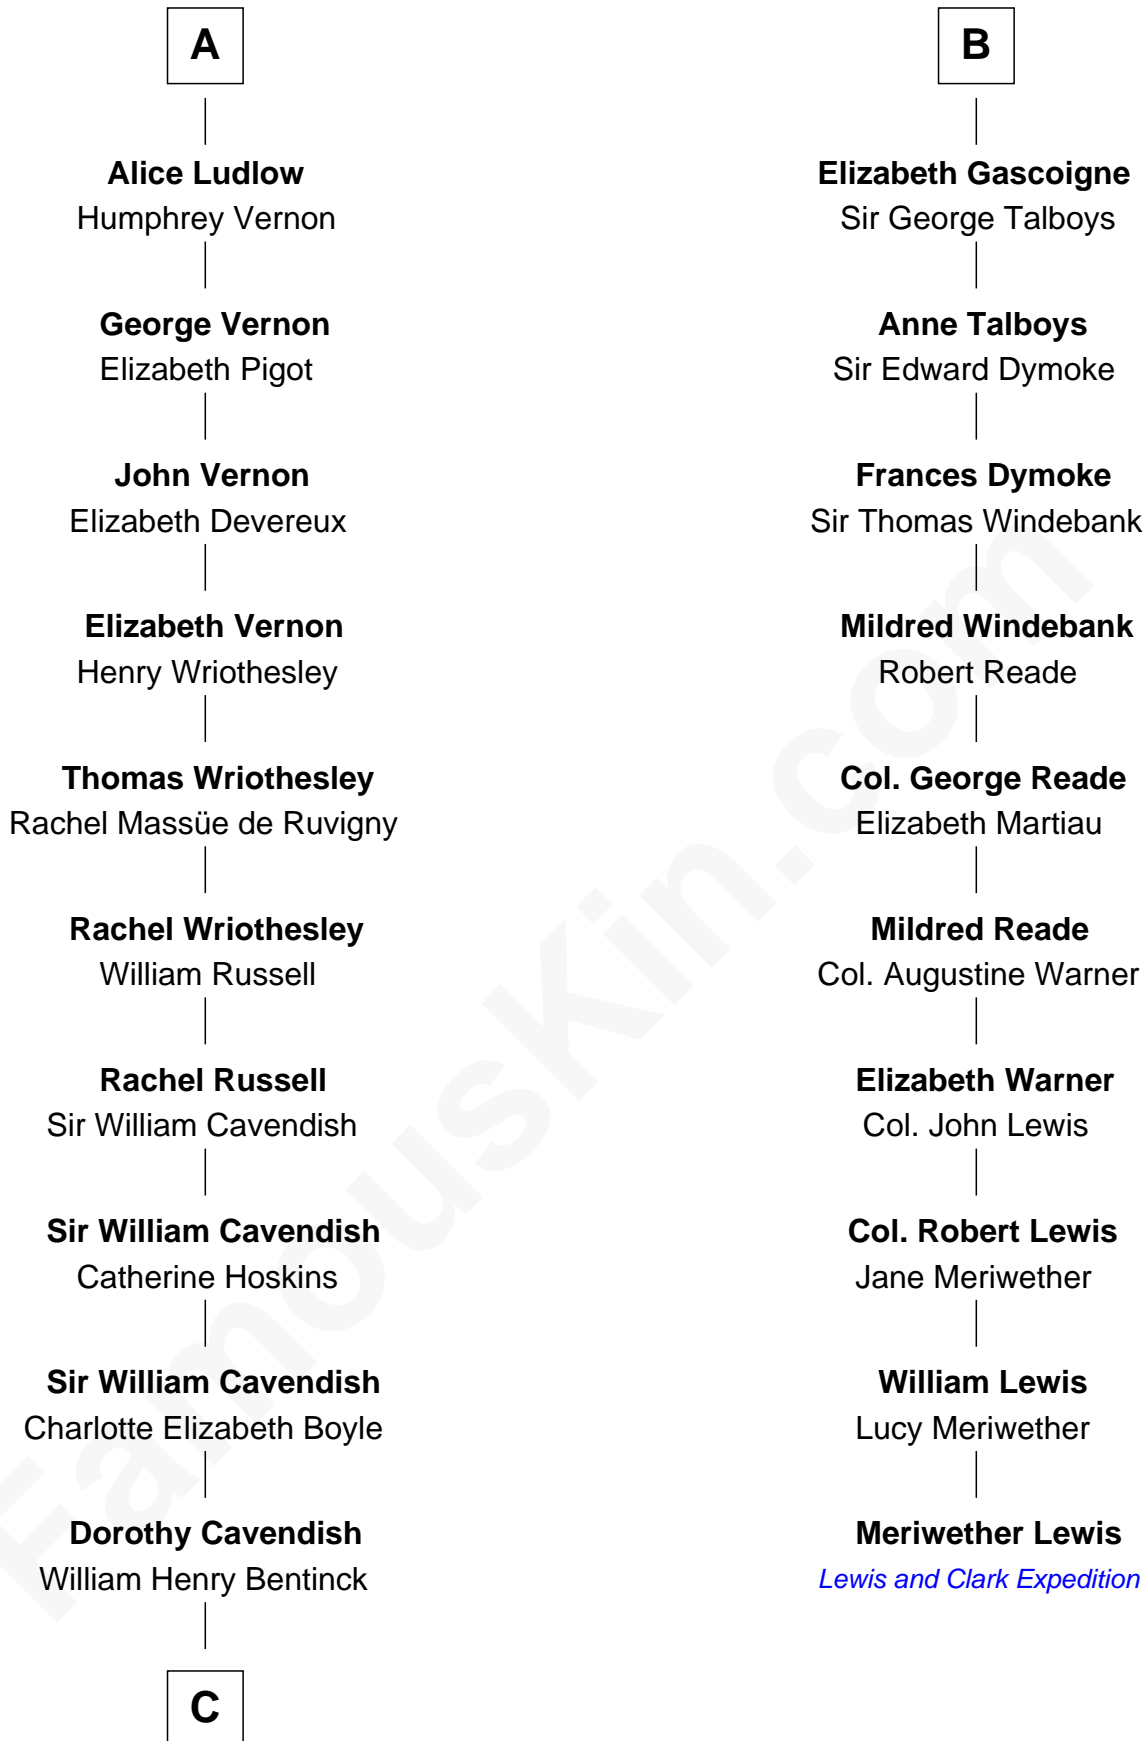 A
Alice Ludlow
Humphrey Vernon
George Vernon
Elizabeth Pigot
John Vernon
Elizabeth Devereux
Elizabeth Vernon
Henry Wriothesley
Thomas Wriothesley
Rachel Massüe de Ruvigny
Rachel Wriothesley
William Russell
Rachel Russell
Sir William Cavendish
Sir William Cavendish
Catherine Hoskins
Sir William Cavendish
Charlotte Elizabeth Boyle
Dorothy Cavendish
William Henry Bentinck
C
B
Elizabeth Gascoigne
Sir George Talboys
Anne Talboys
Sir Edward Dymoke
Frances Dymoke
Sir Thomas Windebank
Mildred Windebank
Robert Reade
Col. George Reade
Elizabeth Martiau
Mildred Reade
Col. Augustine Warner
Elizabeth Warner
Col. John Lewis
Col. Robert Lewis
Jane Meriwether
William Lewis
Lucy Meriwether
Meriwether Lewis
Lewis and Clark Expedition
FamousKin.com